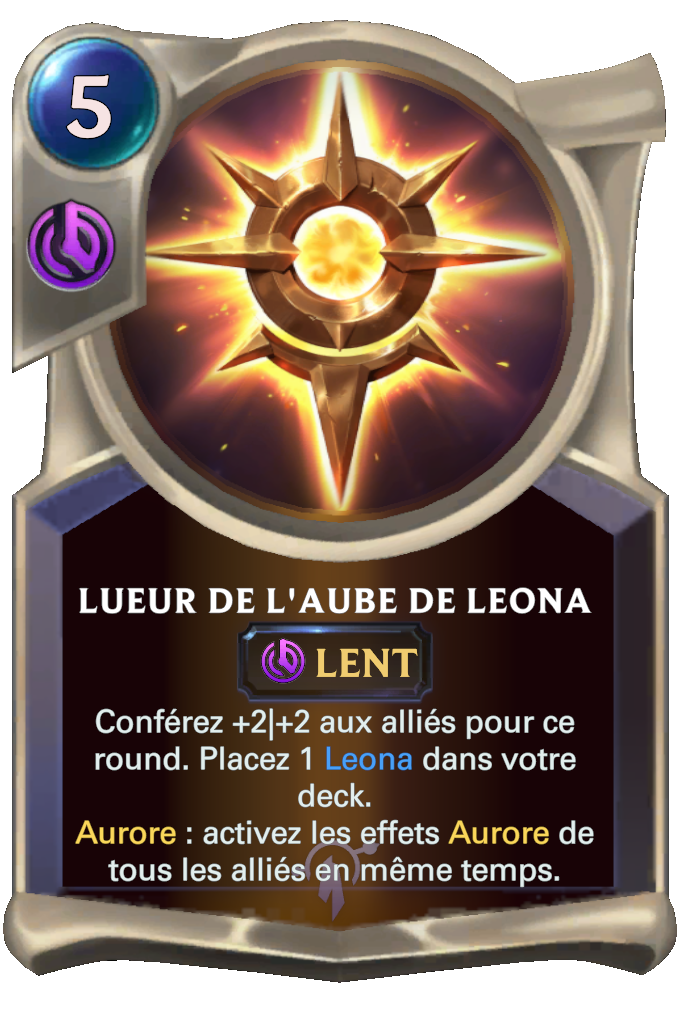 5
LUEUR DE L'AUBE DE LEONA
LENT
Conférez +2|+2 aux alliés pour ce
round. Placez 1 Leona dans votre
deck.
Aurore : activez les effets Aurore de
tous les alliés en même temps.